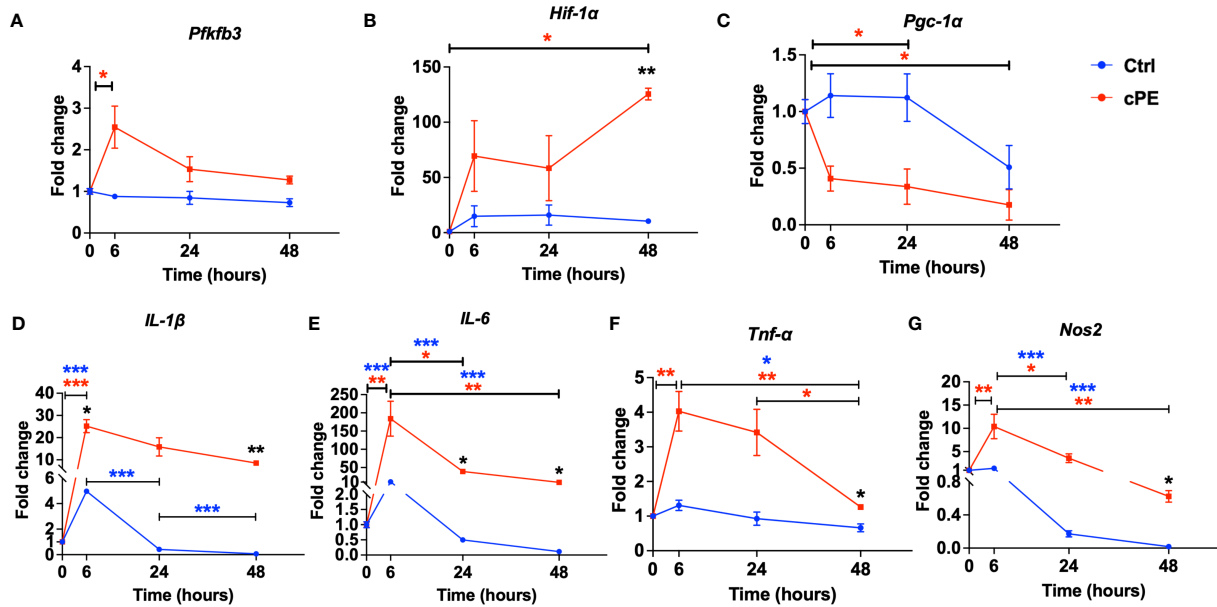 A
Pfkfb3
*
Fold change
4
3
2
1
0
0 6 24 48
Time (hours)
B
Hif-1α
*
**
Fold change
150
100
50
0
0 6 24 48
Time (hours)
C
Pgc-1α
*
*
Fold change
1.5
1.0
0.5
0.0
0 6 24 48
Time (hours)
Ctrl
cPE
D
IL-1β
***
***
*
**
***
***
Fold change
40
30
20
10
6
4
2
1
0
0 6 24 48
Time (hours)
E
IL-6
***
*
***
**
***
**
*
*
Fold change
250
200
150
100
50
10
2.0
1.5
1.0
0.5
0.0
0 6 24 48
Time (hours)
F
Tnf-α
*
**
**
*
*
Fold change
5
4
3
2
1
0
0 6 24 48
Time (hours)
G
Nos2
***
*
***
**
**
*
Fold change
20
15
10
5
1
0.8
0.4
0.0
0 6 24 48
Time (hours)